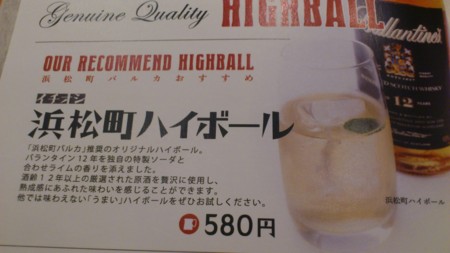 Genuine Quality HIGHBALL
OUR RECOMMEND HIGHBALL
浜松町バルカおすすめ
浜松町ハイボール
「浜松町バルカ」推奨のオリジナルハイボール。
バランタイン12年を独自の特製ソーダと
合わせライムの香りを添えました。
酒齢12年以上の厳選された原酒を贅沢に使用し、
熟成感にあふれた味わいを感じることができます。
他では味わえない「うまい」ハイボールをぜひお試しください。
580円
Ballantine's
12
浜松町ハイボール